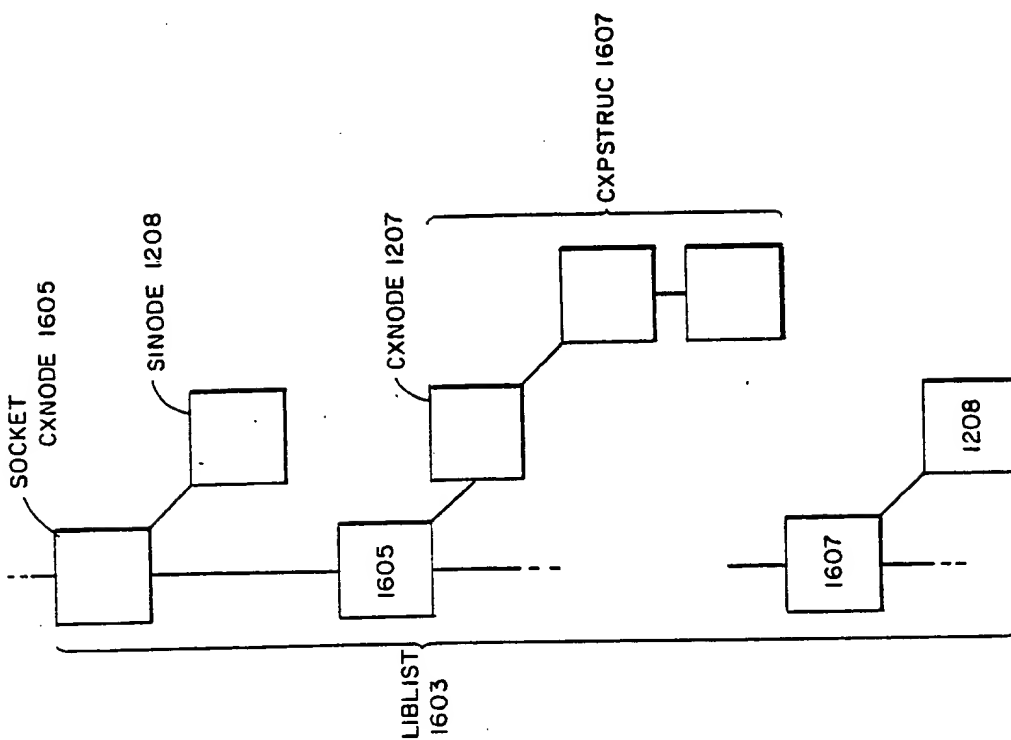 SOCKET
CXNODE 1605
SINODE 1208
CXNODE 1207
CXPSTRUC 1607
1605
1607
1208
LIBLIST
1603